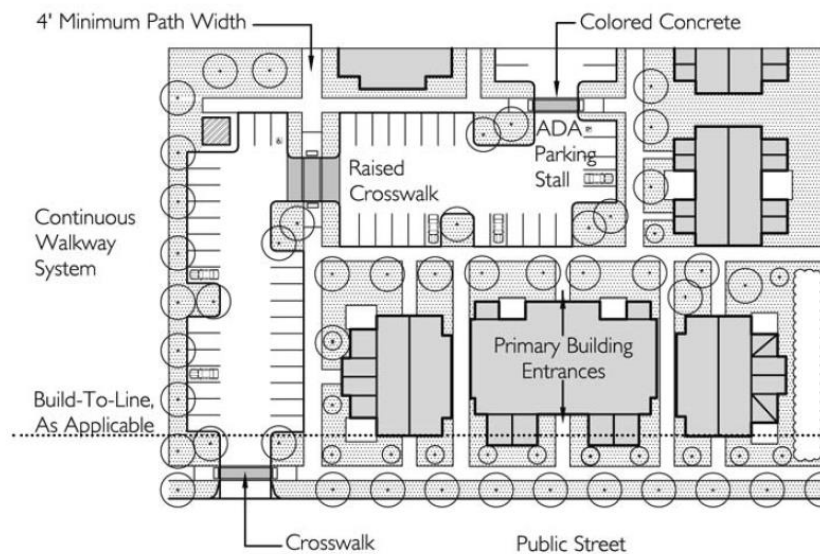 4' Minimum Path Width
Colored Concrete
ADA
Parking
Stall
Raised
Crosswalk
Continuous
Walkway
System
Primary Building
Entrances
Build-To-Line,
As Applicable
Crosswalk
Public Street